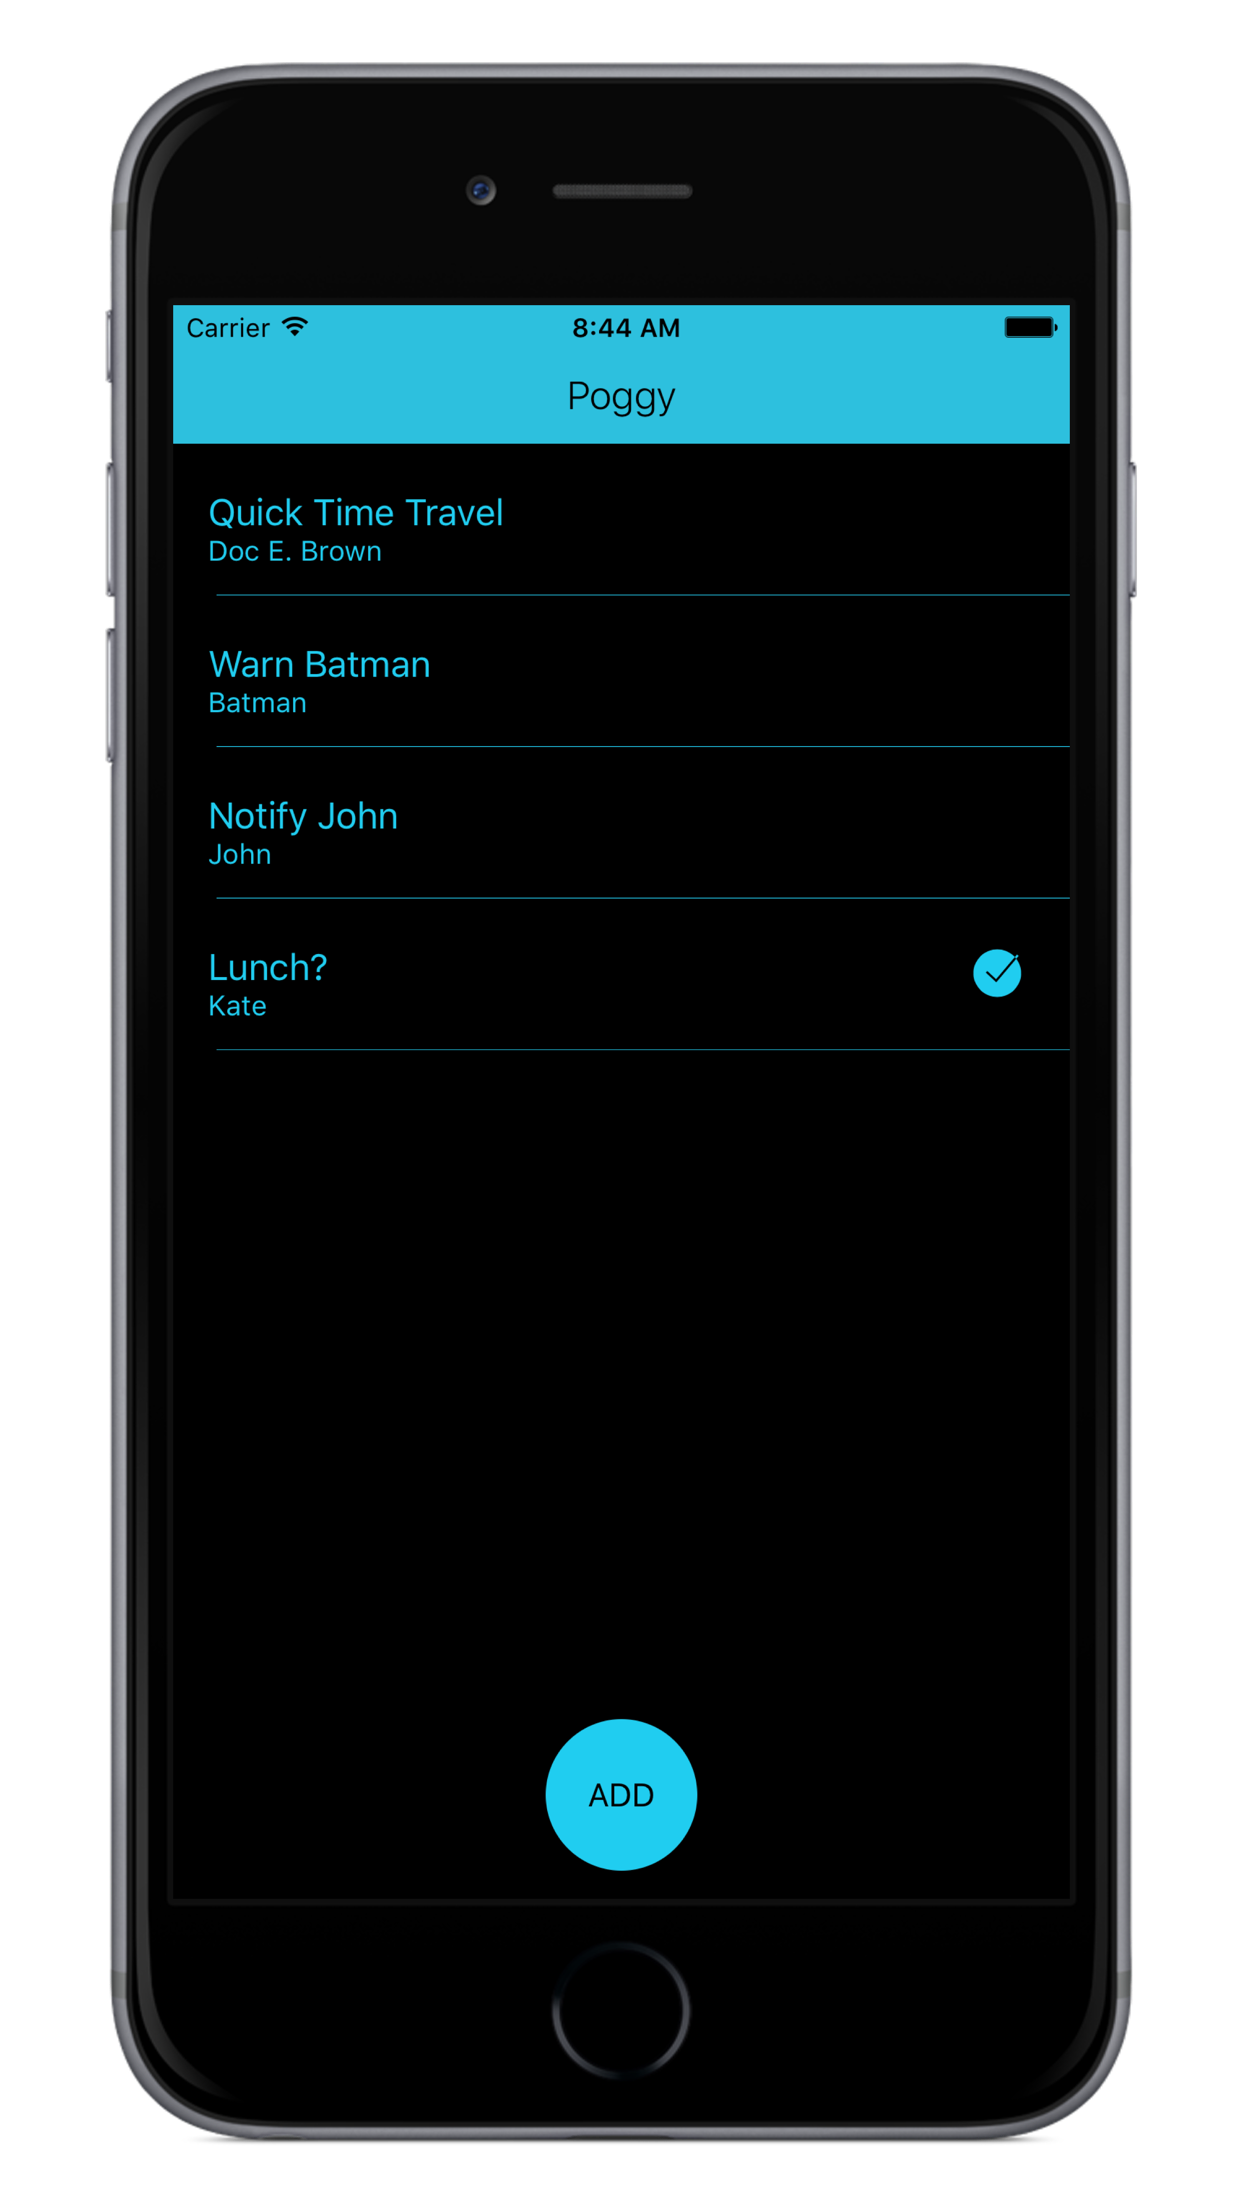 Carrier 8:44 AM
Poggy
Quick Time Travel
Doc E. Brown
Warn Batman
Batman
Notify John
John
Lunch?
Kate
ADD